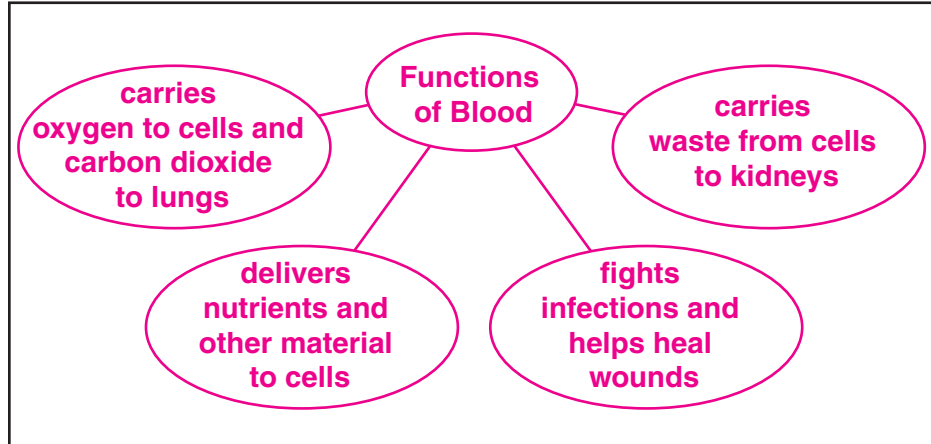 Functions
of Blood
carries
oxygen to cells and
carbon dioxide
to lungs
carries
waste from cells
to kidneys
delivers
nutrients and
other material
to cells
fights
infections and
helps heal
wounds